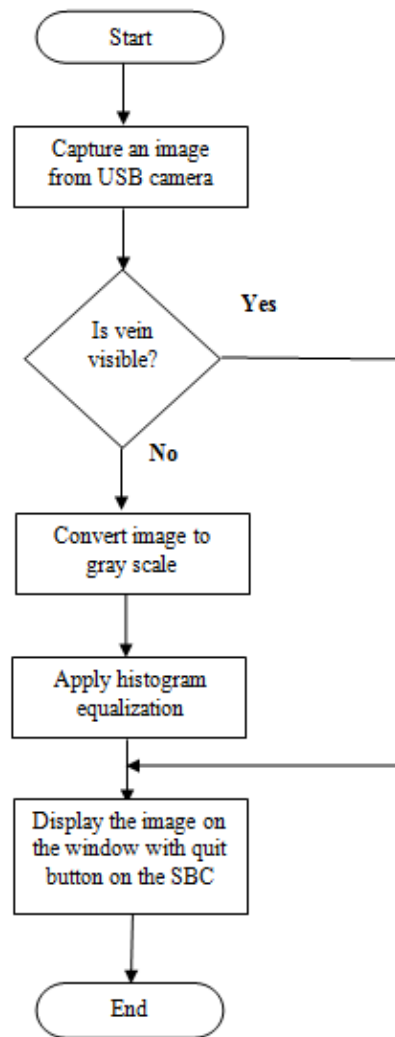 Start
Capture an image
from USB camera
Yes
Is vein
visible?
No
Convert image to
gray scale
Apply histogram
equalization
Display the image on
the window with quit
button on the SBC
End